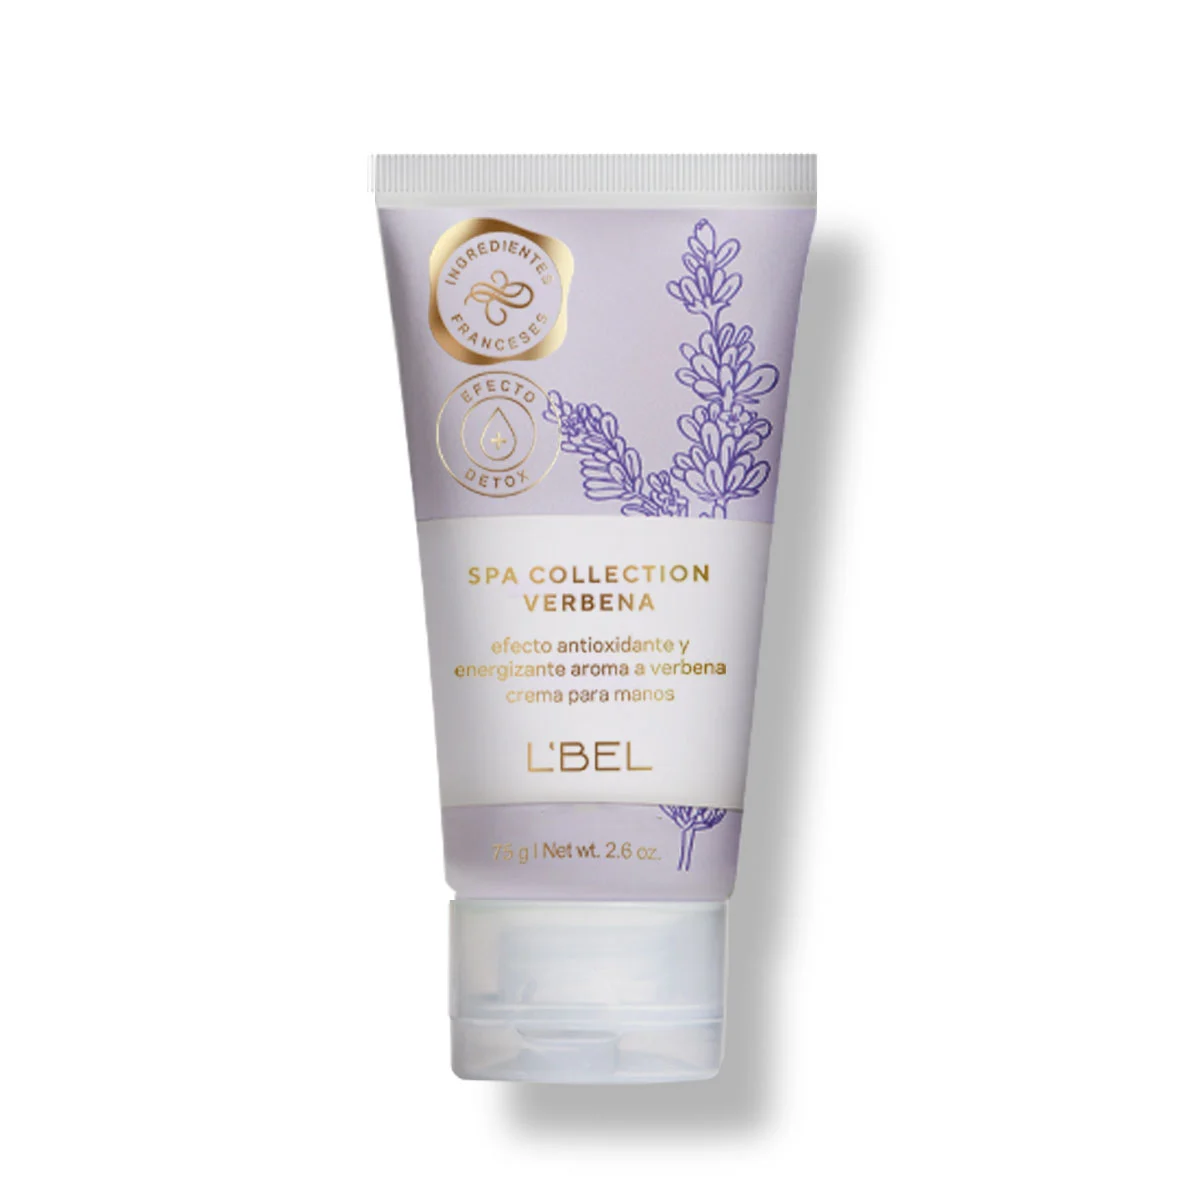 INGREDIENTES
FRANCESES
EFECTO
DETOX
SPA COLLECTION
VERBENA
efecto antioxidante y
energizante aroma a verbena
crema para manos
L'BEL
75 g | Net wt. 2.6 oz.